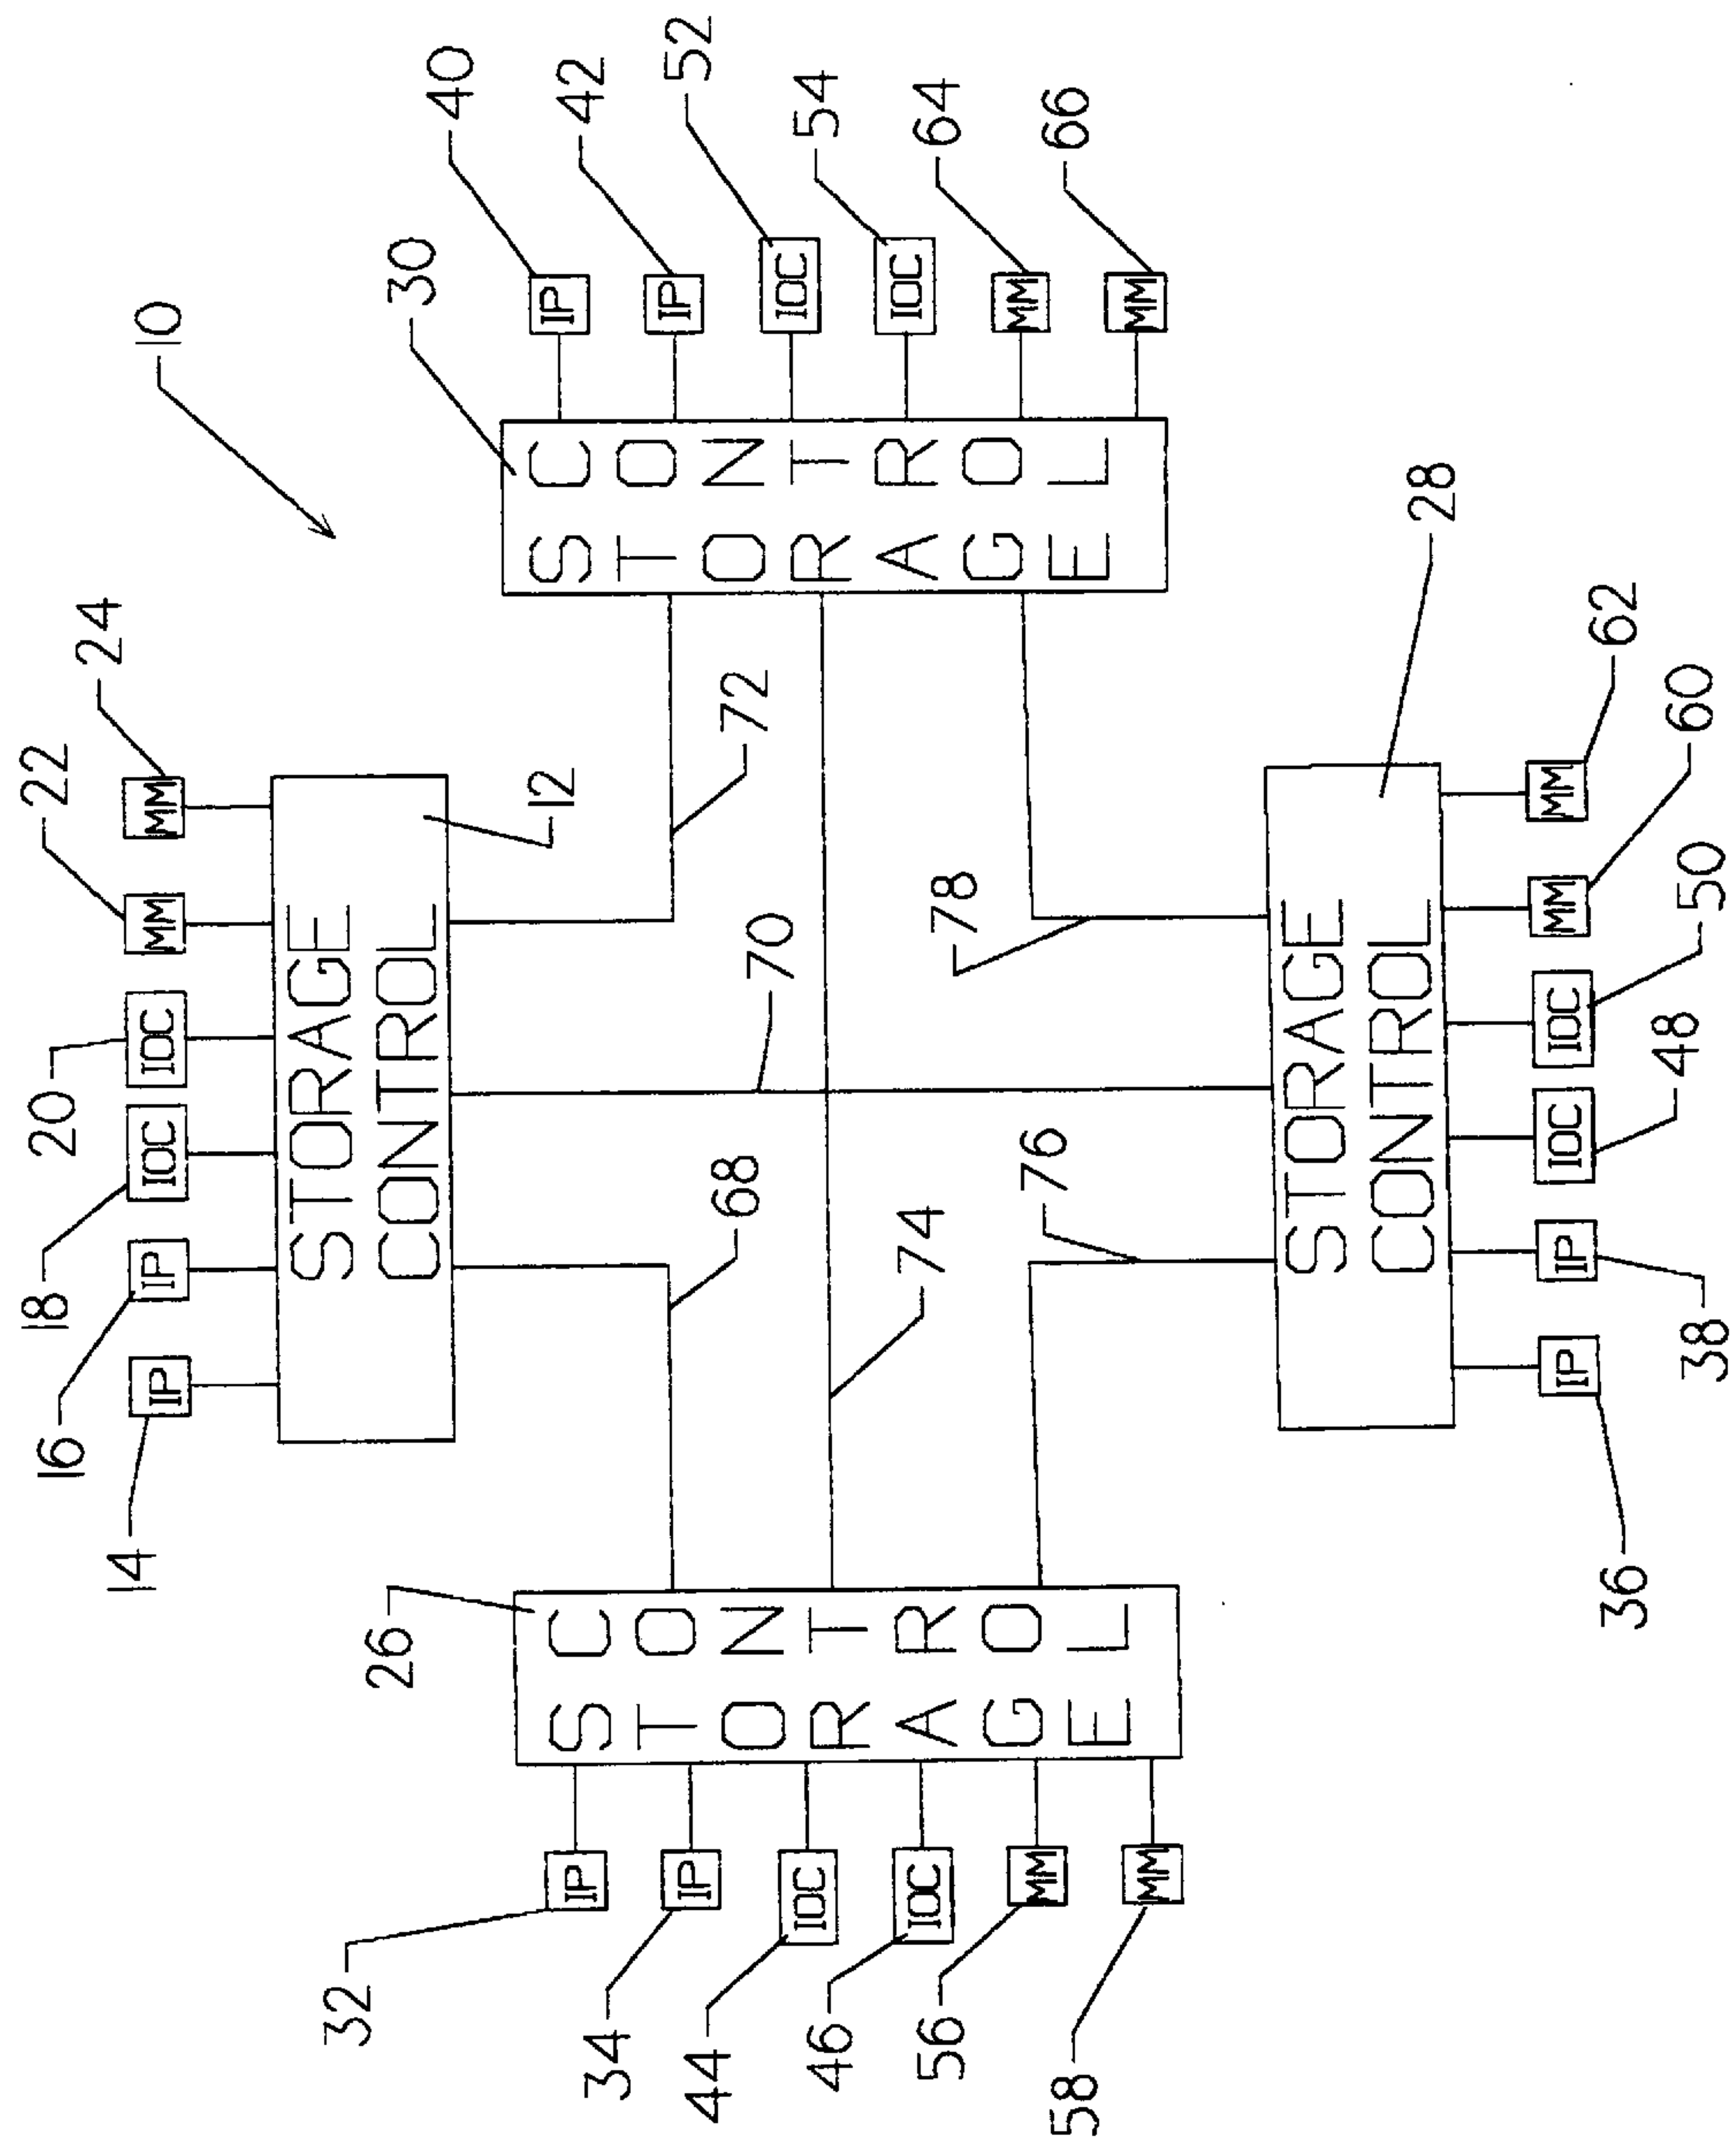 10
14
16
18
20
22
24
IP
IP
IOC
IOC
MM
MM
STORAGE
CONTROL
12
26
30
32
IP
34
IP
44
IOC
46
IOC
56
MM
58
MM
STORAGE
CONTROL
68
70
72
74
76
78
STORAGE
CONTROL
IP
40
IP
42
IOC
52
IOC
54
MM
64
MM
66
STORAGE
CONTROL
28
IP
IP
IOC
IOC
MM
MM
36
38
48
50
60
62